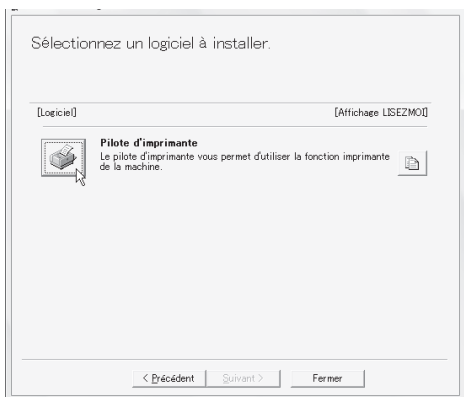 Sélectionnez un logiciel à installer.
[Logiciel] [Affichage LISEZMOI]
Pilote d'imprimante
Le pilote d'imprimante vous permet d'utiliser la fonction imprimante
de la machine.
< Précédent Suivant > Fermer